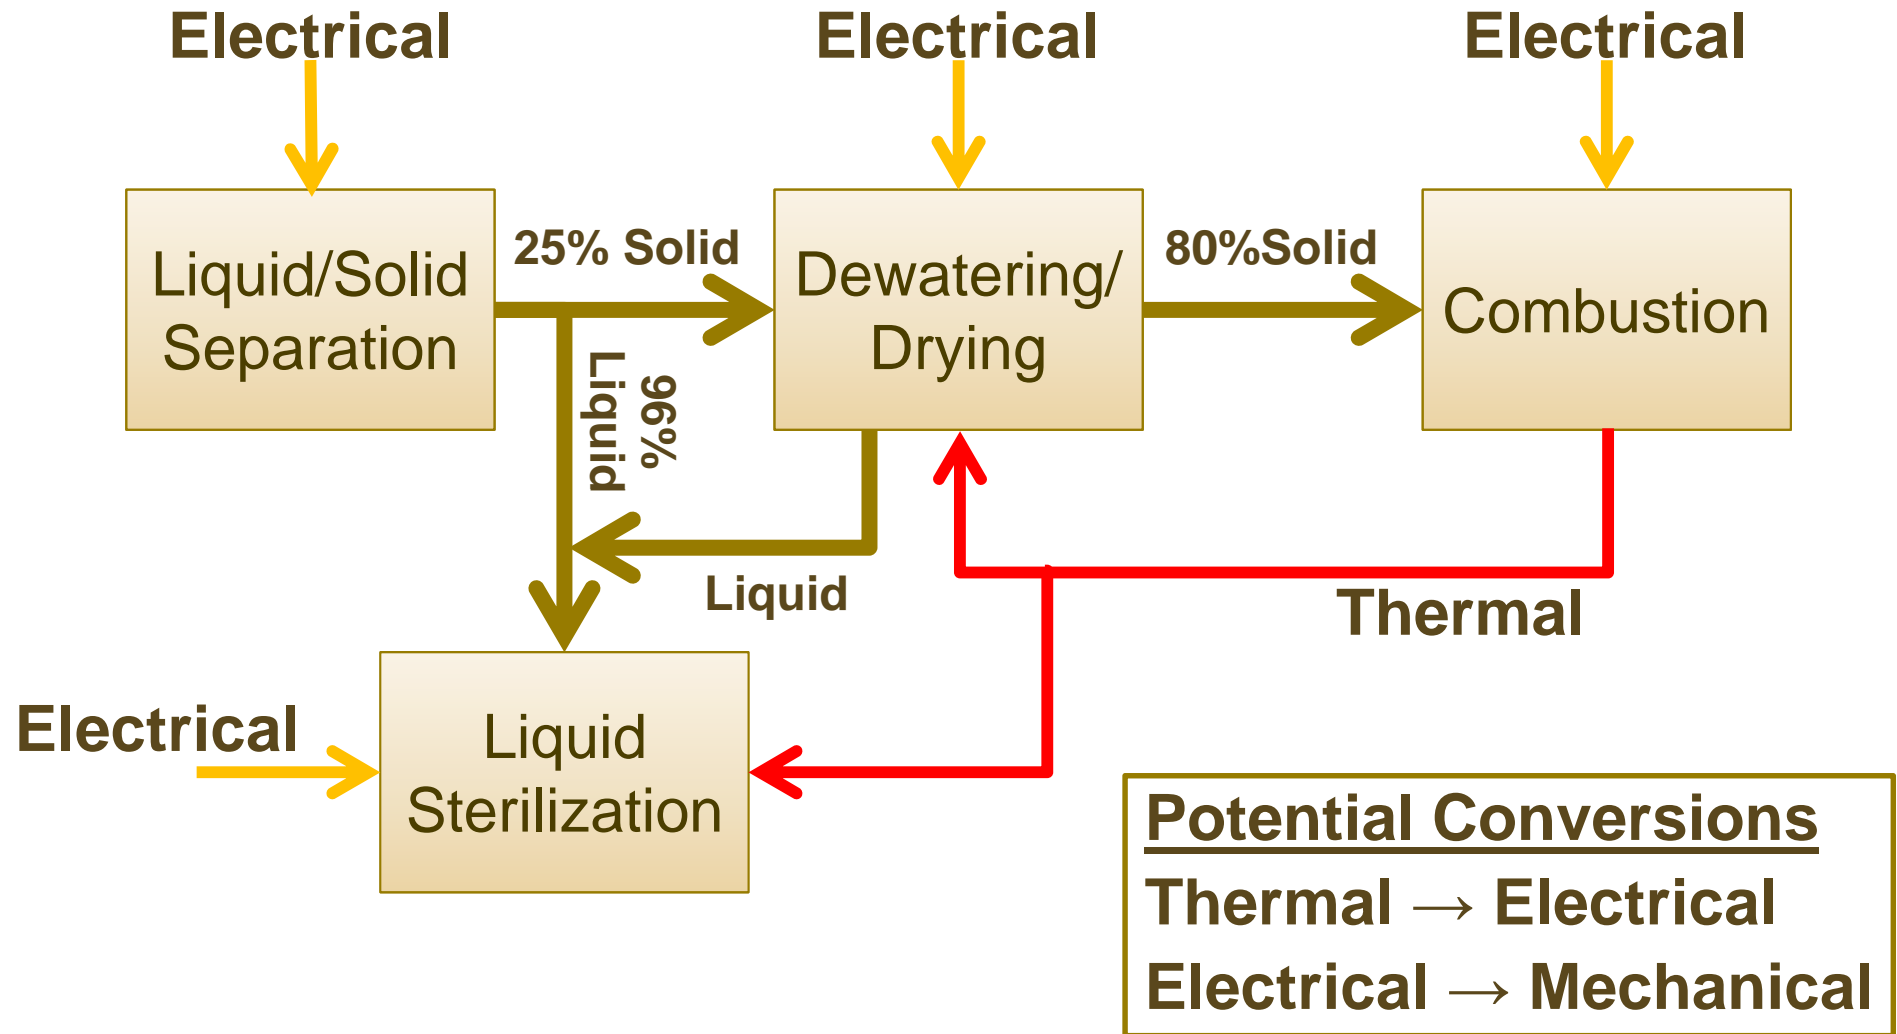 Electrical
Electrical
Electrical
Liquid/Solid
Separation
25% Solid
Dewatering/
Drying
80%Solid
Combustion
96%
Liquid
Liquid
Thermal
Electrical
Liquid
Sterilization
Potential Conversions
Thermal → Electrical
Electrical → Mechanical